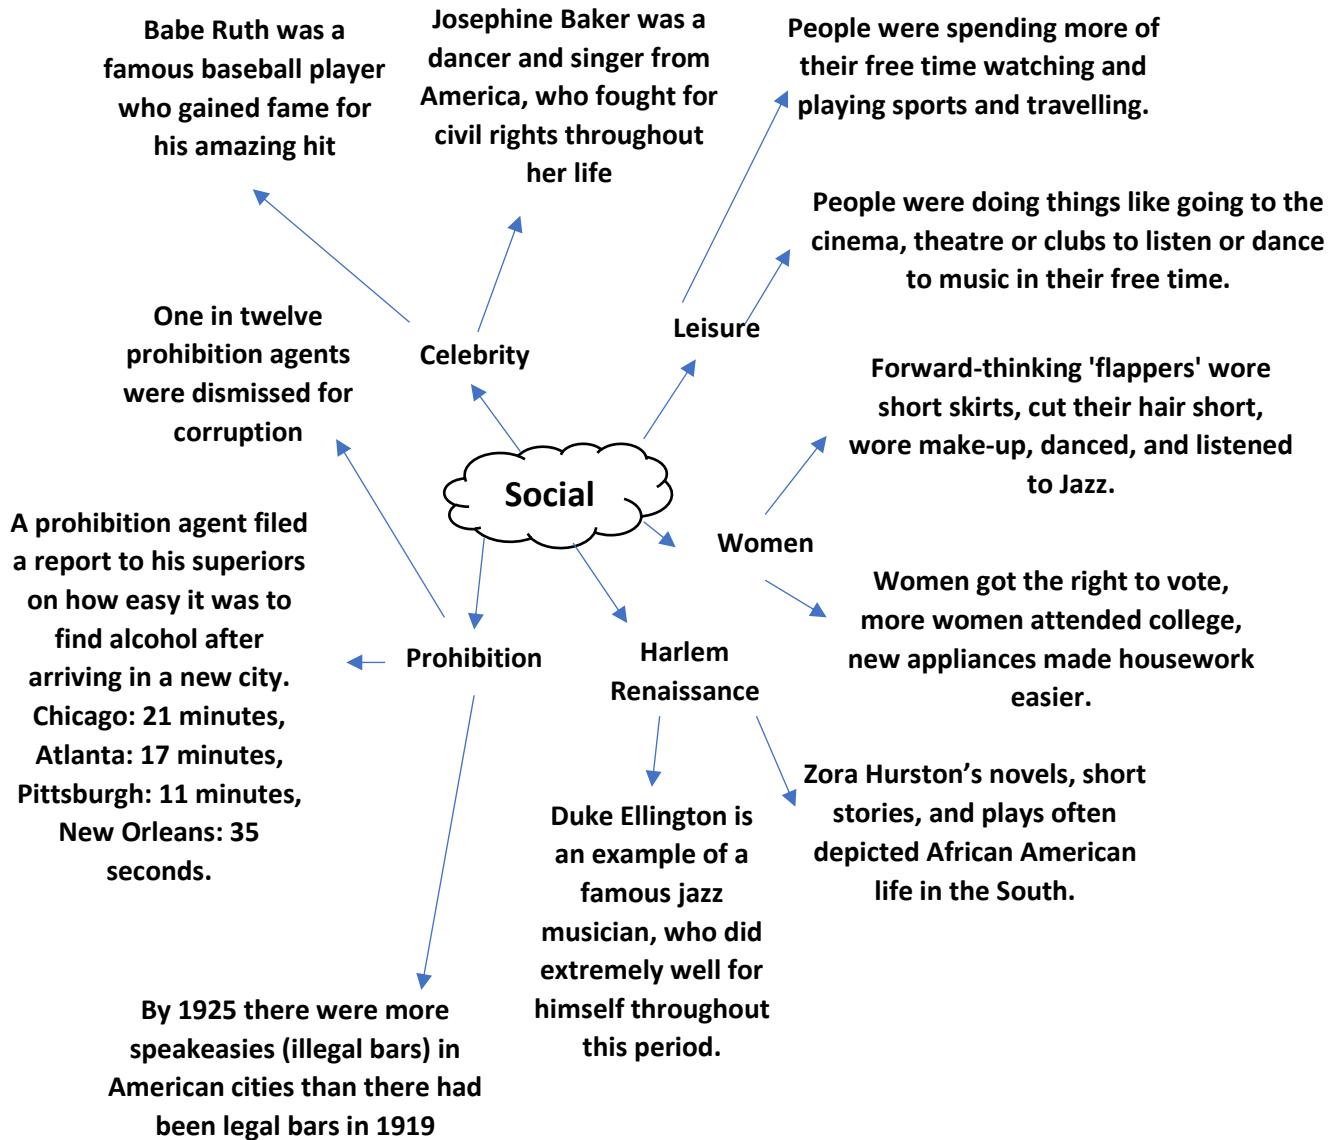 Babe Ruth was a
famous baseball player
who gained fame for
his amazing hit
Josephine Baker was a
dancer and singer from
America, who fought for
civil rights throughout
her life
People were spending more of
their free time watching and
playing sports and travelling.
People were doing things like going to the
cinema, theatre or clubs to listen or dance
to music in their free time.
One in twelve
prohibition agents
were dismissed for
corruption
Celebrity
Leisure
Forward-thinking 'flappers' wore
short skirts, cut their hair short,
wore make-up, danced, and listened
to Jazz.
Social
Women
A prohibition agent filed
a report to his superiors
on how easy it was to
find alcohol after
arriving in a new city.
Chicago: 21 minutes,
Atlanta: 17 minutes,
Pittsburgh: 11 minutes,
New Orleans: 35
seconds.
Women got the right to vote,
more women attended college,
new appliances made housework
easier.
Prohibition
Harlem
Renaissance
Duke Ellington is
an example of a
famous jazz
musician, who did
extremely well for
himself throughout
this period.
Zora Hurston’s novels, short
stories, and plays often
depicted African American
life in the South.
By 1925 there were more
speakeasies (illegal bars) in
American cities than there had
been legal bars in 1919